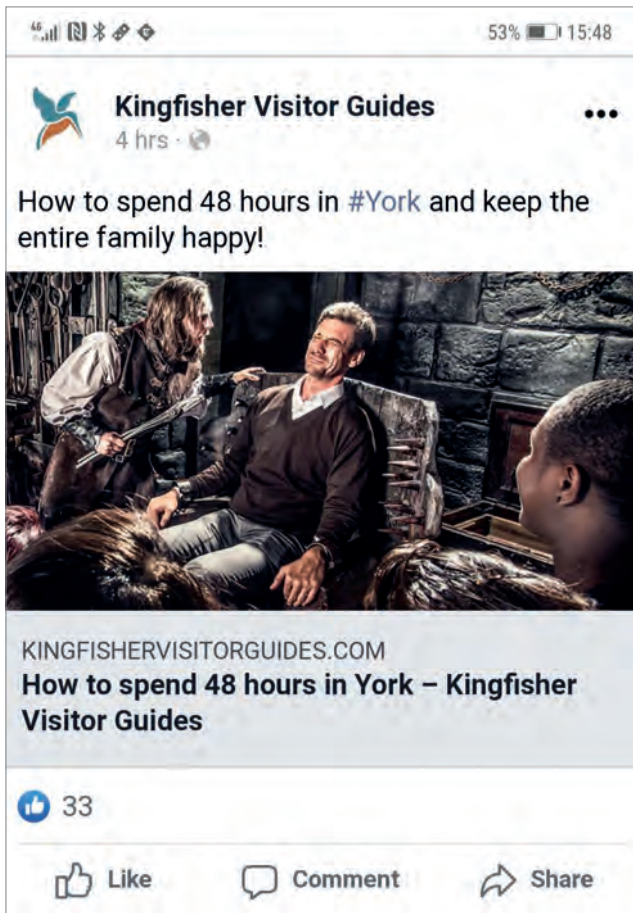 4G 53% 15:48
Kingfisher Visitor Guides
4 hrs ·
How to spend 48 hours in #York and keep the
entire family happy!
KINGFISHERVISITORGUIDES.COM
How to spend 48 hours in York – Kingfisher
Visitor Guides
33
Like Comment Share